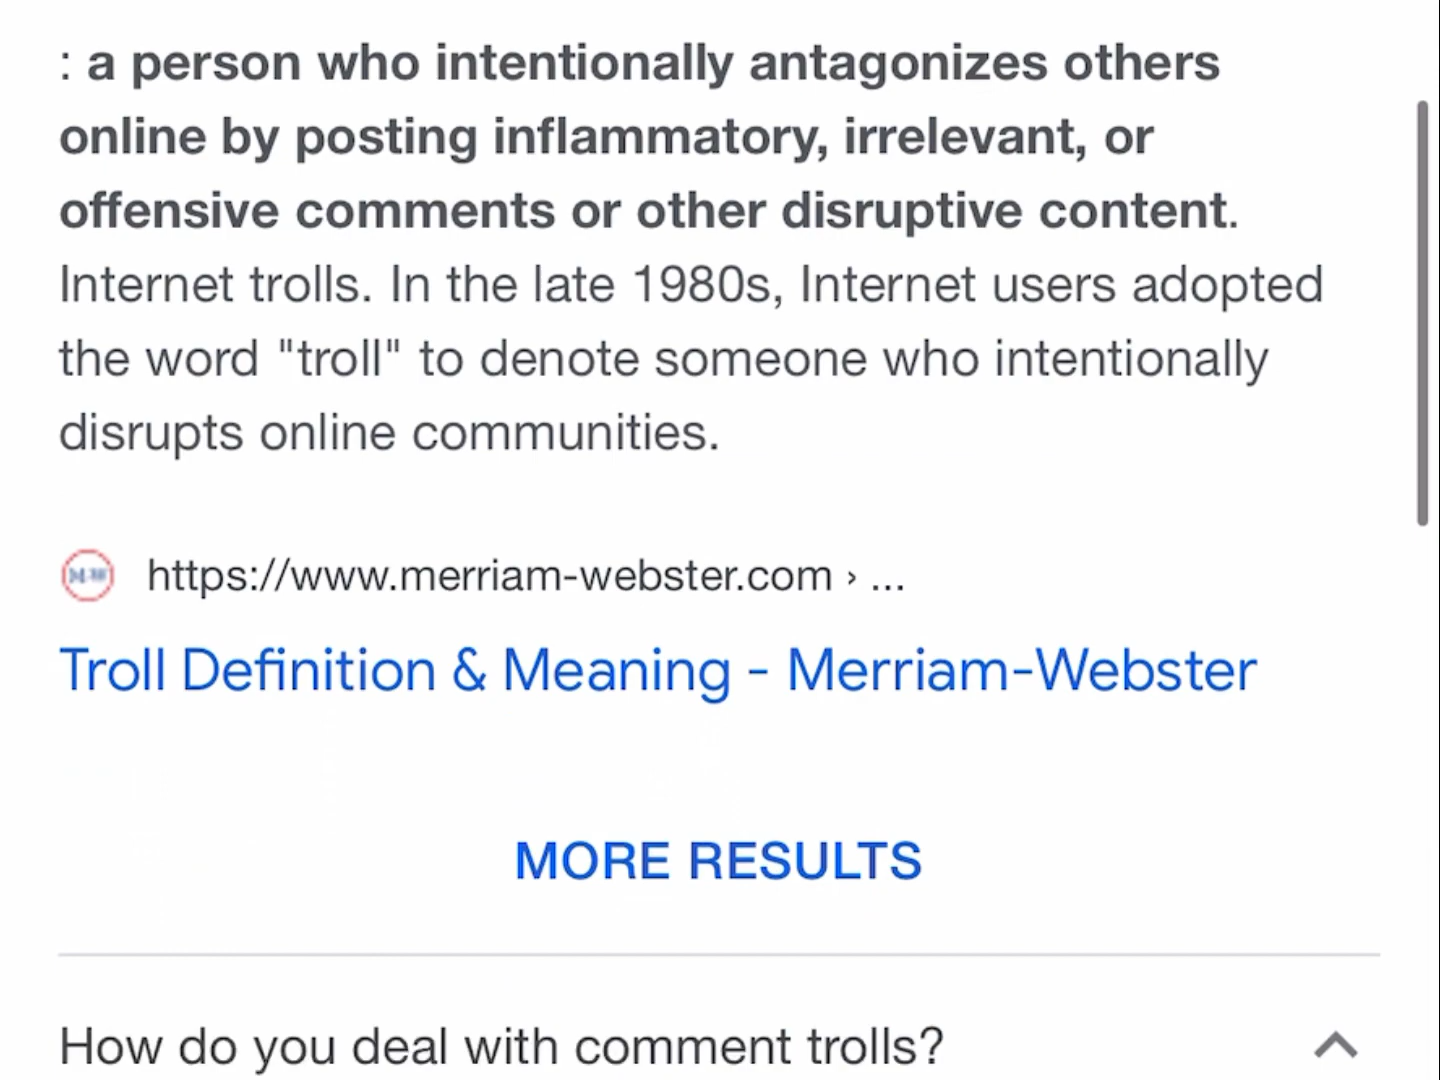 : a person who intentionally antagonizes others
online by posting inflammatory, irrelevant, or
offensive comments or other disruptive content.
Internet trolls. In the late 1980s, Internet users adopted
the word "troll" to denote someone who intentionally
disrupts online communities.
https://www.merriam-webster.com › ...
Troll Definition & Meaning - Merriam-Webster
MORE RESULTS
How do you deal with comment trolls?